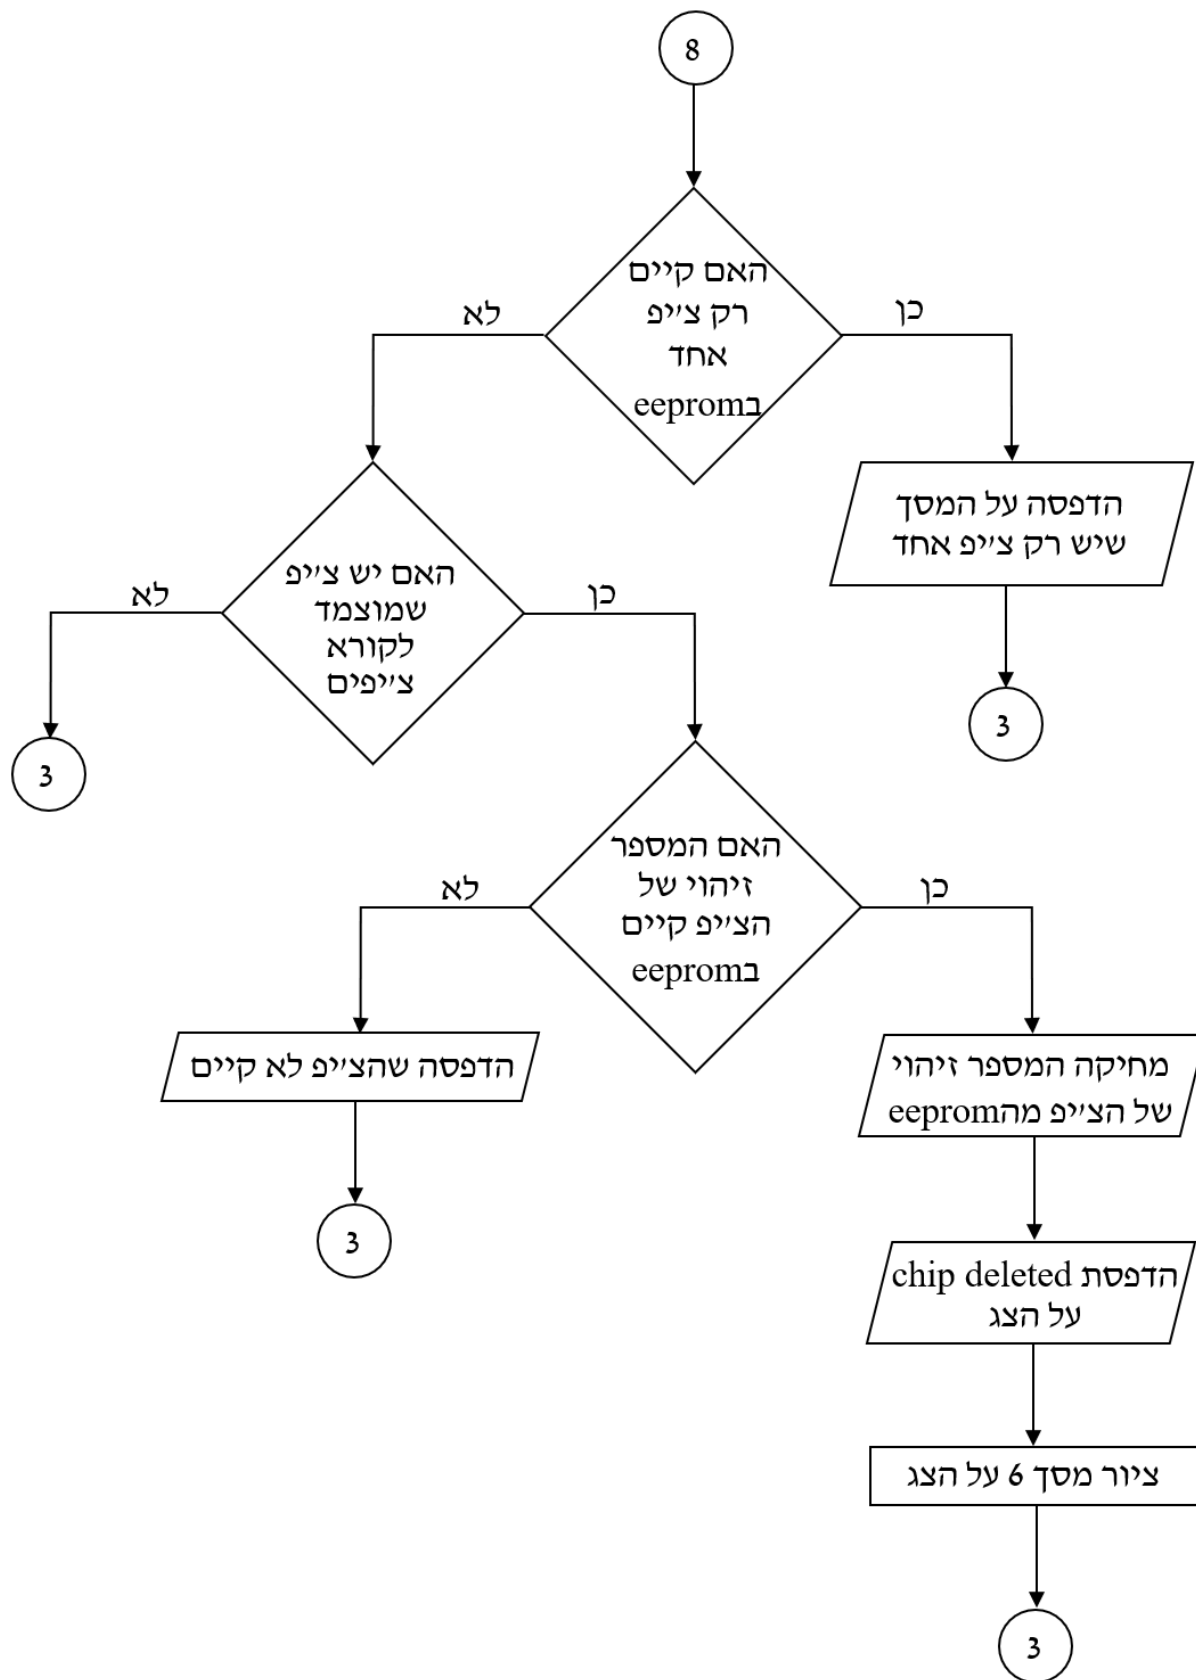 8
האם קיים
רק צ'יפ
אחד
בeeprom
כן
לא
הדפסה על המסך
שיש רק צ'יפ אחד
3
האם יש צ'יפ
שמוצמד
לקורא
צ'יפים
כן
לא
3
האם המספר
זיהוי של
הצ'יפ קיים
בeeprom
כן
לא
מחיקה המספר זיהוי
של הצ'יפ מהeeprom
הדפסה שהצ'יפ לא קיים
3
הדפסת chip deleted
על הצג
ציור מסך 6 על הצג
3